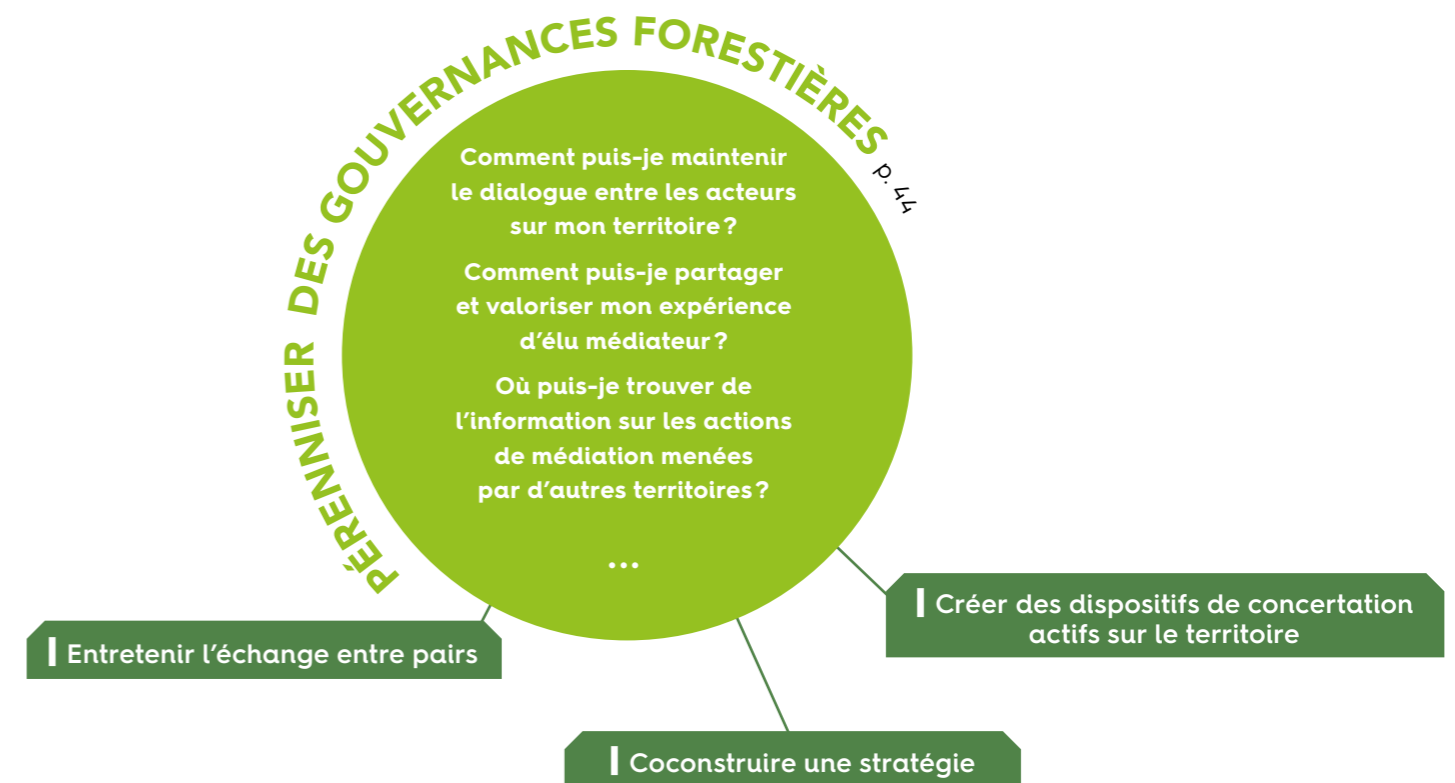 PÉRENNISER DES GOUVERNANCES FORESTIÈRES p. 44
Comment puis-je maintenir
le dialogue entre les acteurs
sur mon territoire ?
Comment puis-je partager
et valoriser mon expérience
d'élu médiateur ?
Où puis-je trouver de
l'information sur les actions
de médiation menées
par d'autres territoires ?
...
Créer des dispositifs de concertation
actifs sur le territoire
Entretenir l'échange entre pairs
Coconstruire une stratégie